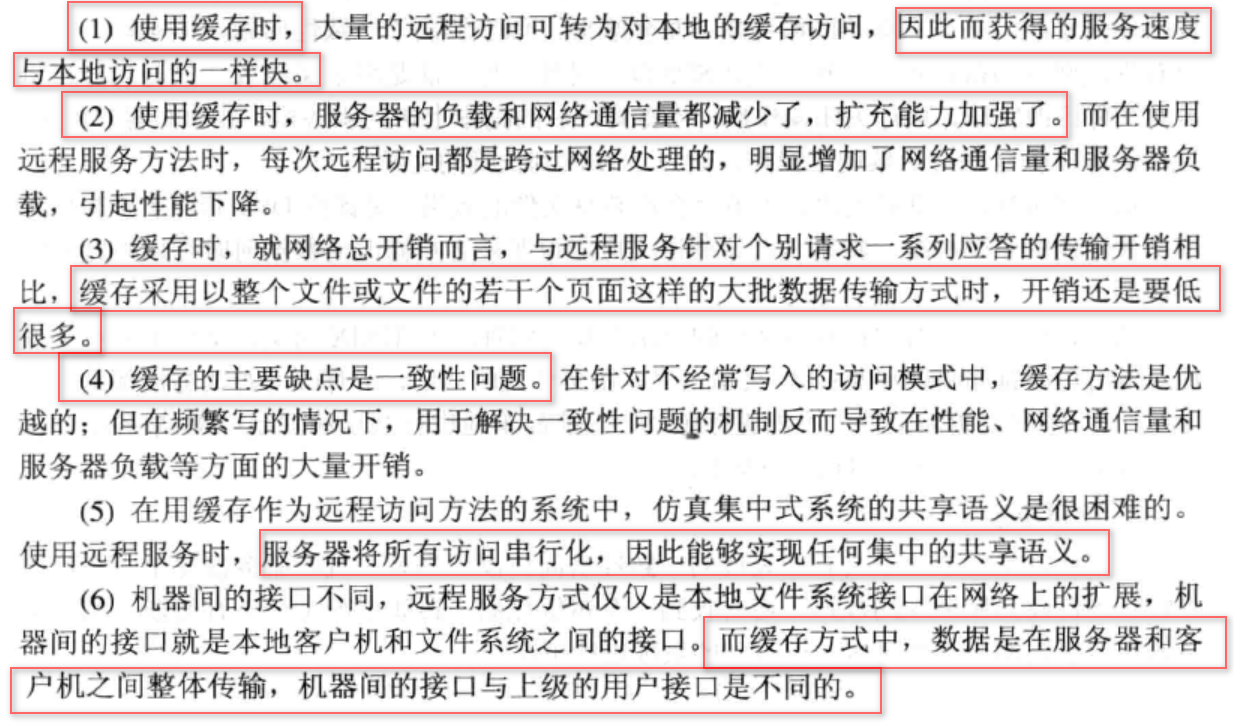 (1) 使用缓存时，大量的远程访问可转为对本地的缓存访问，因此而获得的服务速度
与本地访问的一样快。
(2) 使用缓存时，服务器的负载和网络通信量都减少了，扩充能力加强了。而在使用
远程服务方法时，每次远程访问都是跨过网络处理的，明显增加了网络通信量和服务器负
载，引起性能下降。
(3) 缓存时，就网络总开销而言，与远程服务针对个别请求一系列应答的传输开销相
比，缓存采用以整个文件或文件的若干个页面这样的大批数据传输方式时，开销还是要低
很多。
(4) 缓存的主要缺点是一致性问题。在针对不经常写入的访问模式中，缓存方法是优
越的；但在频繁写的情况下，用于解决一致性问题的机制反而导致在性能、网络通信量和
服务器负载等方面的大量开销。
(5) 在用缓存作为远程访问方法的系统中，仿真集中式系统的共享语义是很困难的。
使用远程服务时，服务器将所有访问串行化，因此能够实现任何集中的共享语义。
(6) 机器间的接口不同，远程服务方式仅仅是本地文件系统接口在网络上的扩展，机
器间的接口就是本地客户机和文件系统之间的接口。而缓存方式中，数据是在服务器和客
户机之间整体传输，机器间的接口与上级的用户接口是不同的。